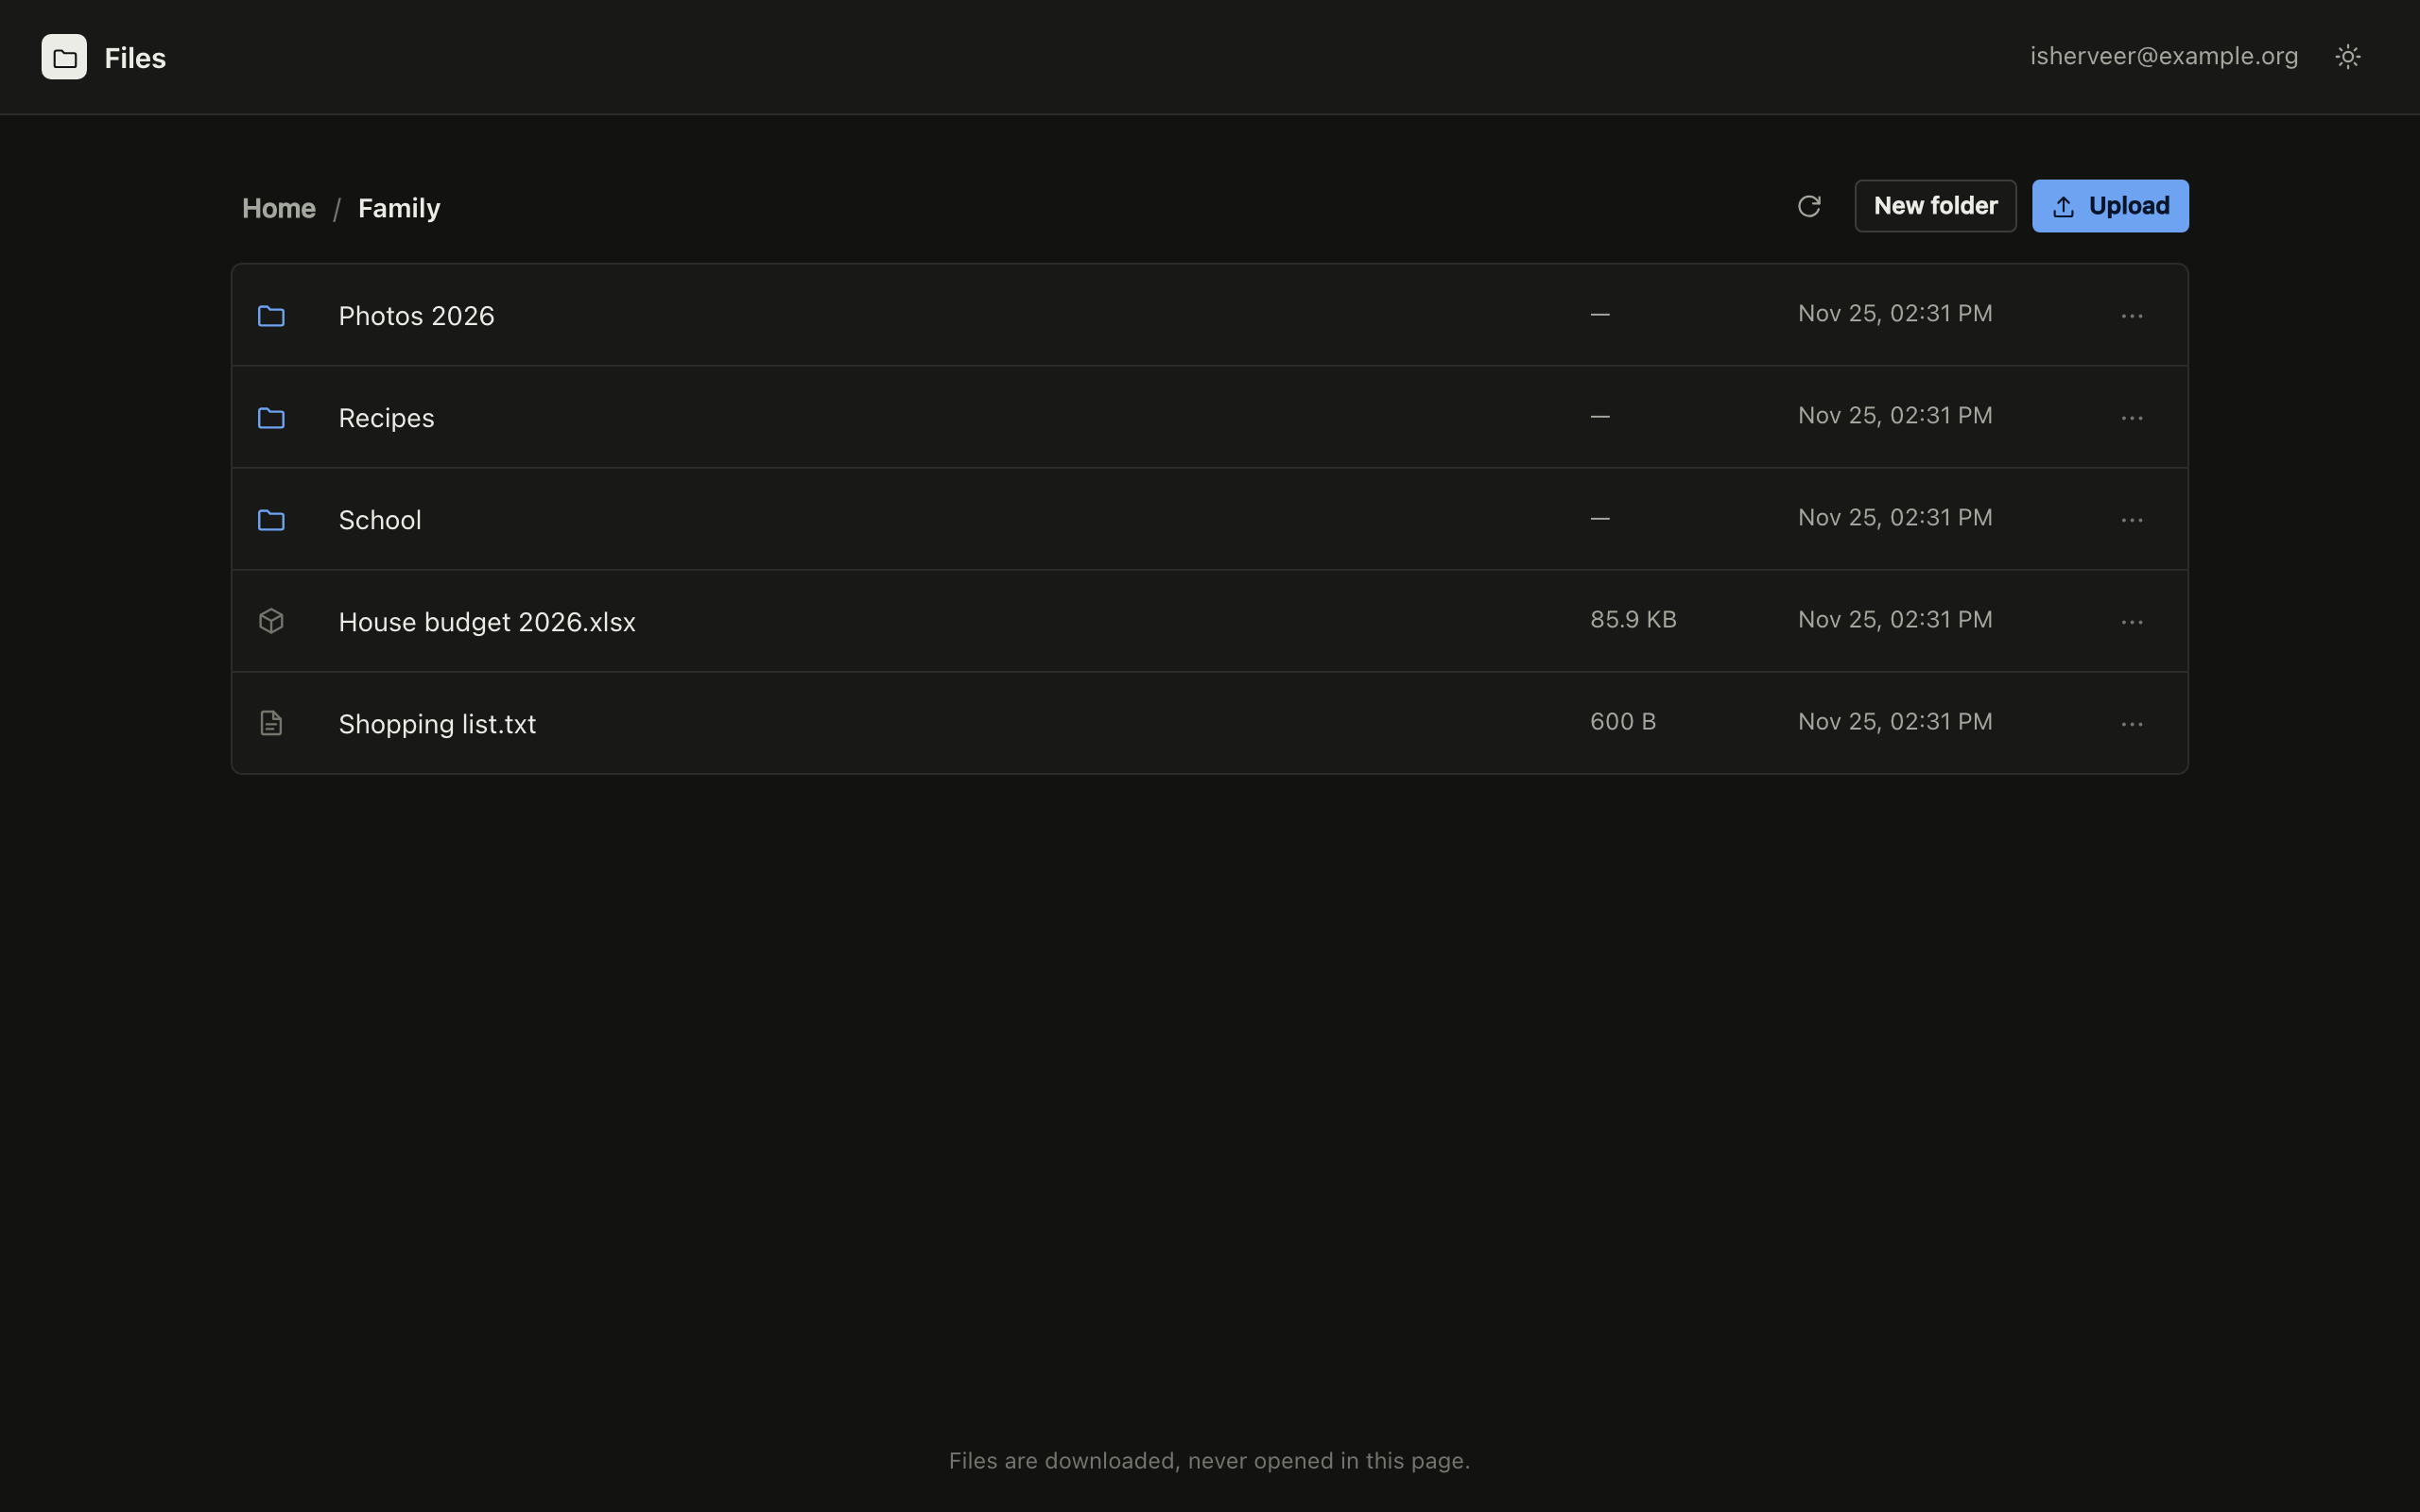 Files
isherveer@example.org
Home / Family
New folder
Upload
Photos 2026 — Nov 25, 02:31 PM ...
Recipes — Nov 25, 02:31 PM ...
School — Nov 25, 02:31 PM ...
House budget 2026.xlsx 85.9 KB Nov 25, 02:31 PM ...
Shopping list.txt 600 B Nov 25, 02:31 PM ...
Files are downloaded, never opened in this page.